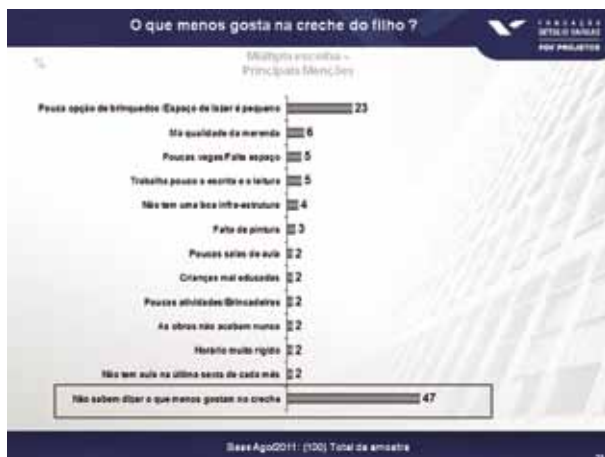 O que menos gosta na creche do filho ?
FUNDAÇÃO
GETULIO VARGAS
FGV PROJETOS
%
Múltipla escolha –
Principais Menções
Pouca opção de brinquedos /Espaço de lazer é pequeno 23
Má qualidade da merenda 6
Poucas vagas/Falta espaço 5
Trabalha pouco a escrita e a leitura 5
Não tem uma boa infra-estrutura 4
Falta de pintura 3
Poucas salas de aula 2
Crianças mal educadas 2
Poucas atividades/Brincadeiras 2
As obras não acabam nunca 2
Horário muito rígido 2
Não tem aula na última sexta de cada mês 2
Não sabem dizer o que menos gostam na creche 47
Base Ago/2011: (100) Total da amostra